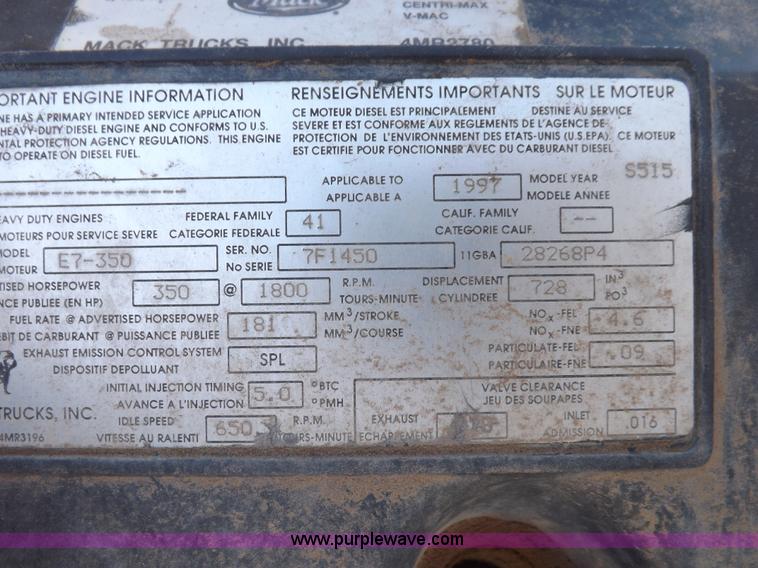 Mack
CENTRI-MAX
V-MAC
MACK TRUCKS, INC. 4MR2780
ORTANT ENGINE INFORMATION
NE HAS A PRIMARY INTENDED SERVICE APPLICATION
HEAVY-DUTY DIESEL ENGINE AND CONFORMS TO U.S.
NTAL PROTECTION AGENCY REGULATIONS. THIS ENGINE
TO OPERATE ON DIESEL FUEL.
RENSEIGNEMENTS IMPORTANTS SUR LE MOTEUR
CE MOTEUR DIESEL EST PRINCIPALEMENT DESTINE AU SERVICE
SEVERE ET EST CONFORME AUX REGLEMENTS DE L'AGENCE DE
PROTECTION DE L'ENVIRONNEMENT DES ETATS-UNIS (U.S.EPA). CE MOTEUR
EST CERTIFIE POUR FONCTIONNER AVEC DU CARBURANT DIESEL
S515
APPLICABLE TO 1997 MODEL YEAR
APPLICABLE A MODELE ANNEE
EAVY DUTY ENGINES FEDERAL FAMILY 41 CALIF. FAMILY --
MOTEURS POUR SERVICE SEVERE CATEGORIE FEDERALE CATEGORIE CALIF.
MODEL E7-350 SER. NO. 7F1450 11GBA 28268P4
MOTEUR No SERIE
TISED HORSEPOWER 350 @ 1800 R.P.M. DISPLACEMENT 728 IN3
ANCE PUBLIEE (EN HP) TOURS-MINUTE CYLINDREE PO3
FUEL RATE @ ADVERTISED HORSEPOWER 181 MM3/STROKE NOx-FEL 4.6
EBIT DE CARBURANT @ PUISSANCE PUBLIEE MM3/COURSE NOx-FNE
EXHAUST EMISSION CONTROL SYSTEM SPL PARTICULATE-FEL .09
DISPOSITIF DEPOLLUANT PARTICULAIRE-FNE
INITIAL INJECTION TIMING 5.0 °BTC VALVE CLEARANCE
AVANCE A L'INJECTION °PMH JEU DES SOUPAPES
TRUCKS, INC.
4MR3196
IDLE SPEED 650 R.P.M. EXHAUST INLET .016
VITESSE AU RALENTI TOURS-MINUTE ECHAPPEMENT ADMISSION
www.purplewave.com